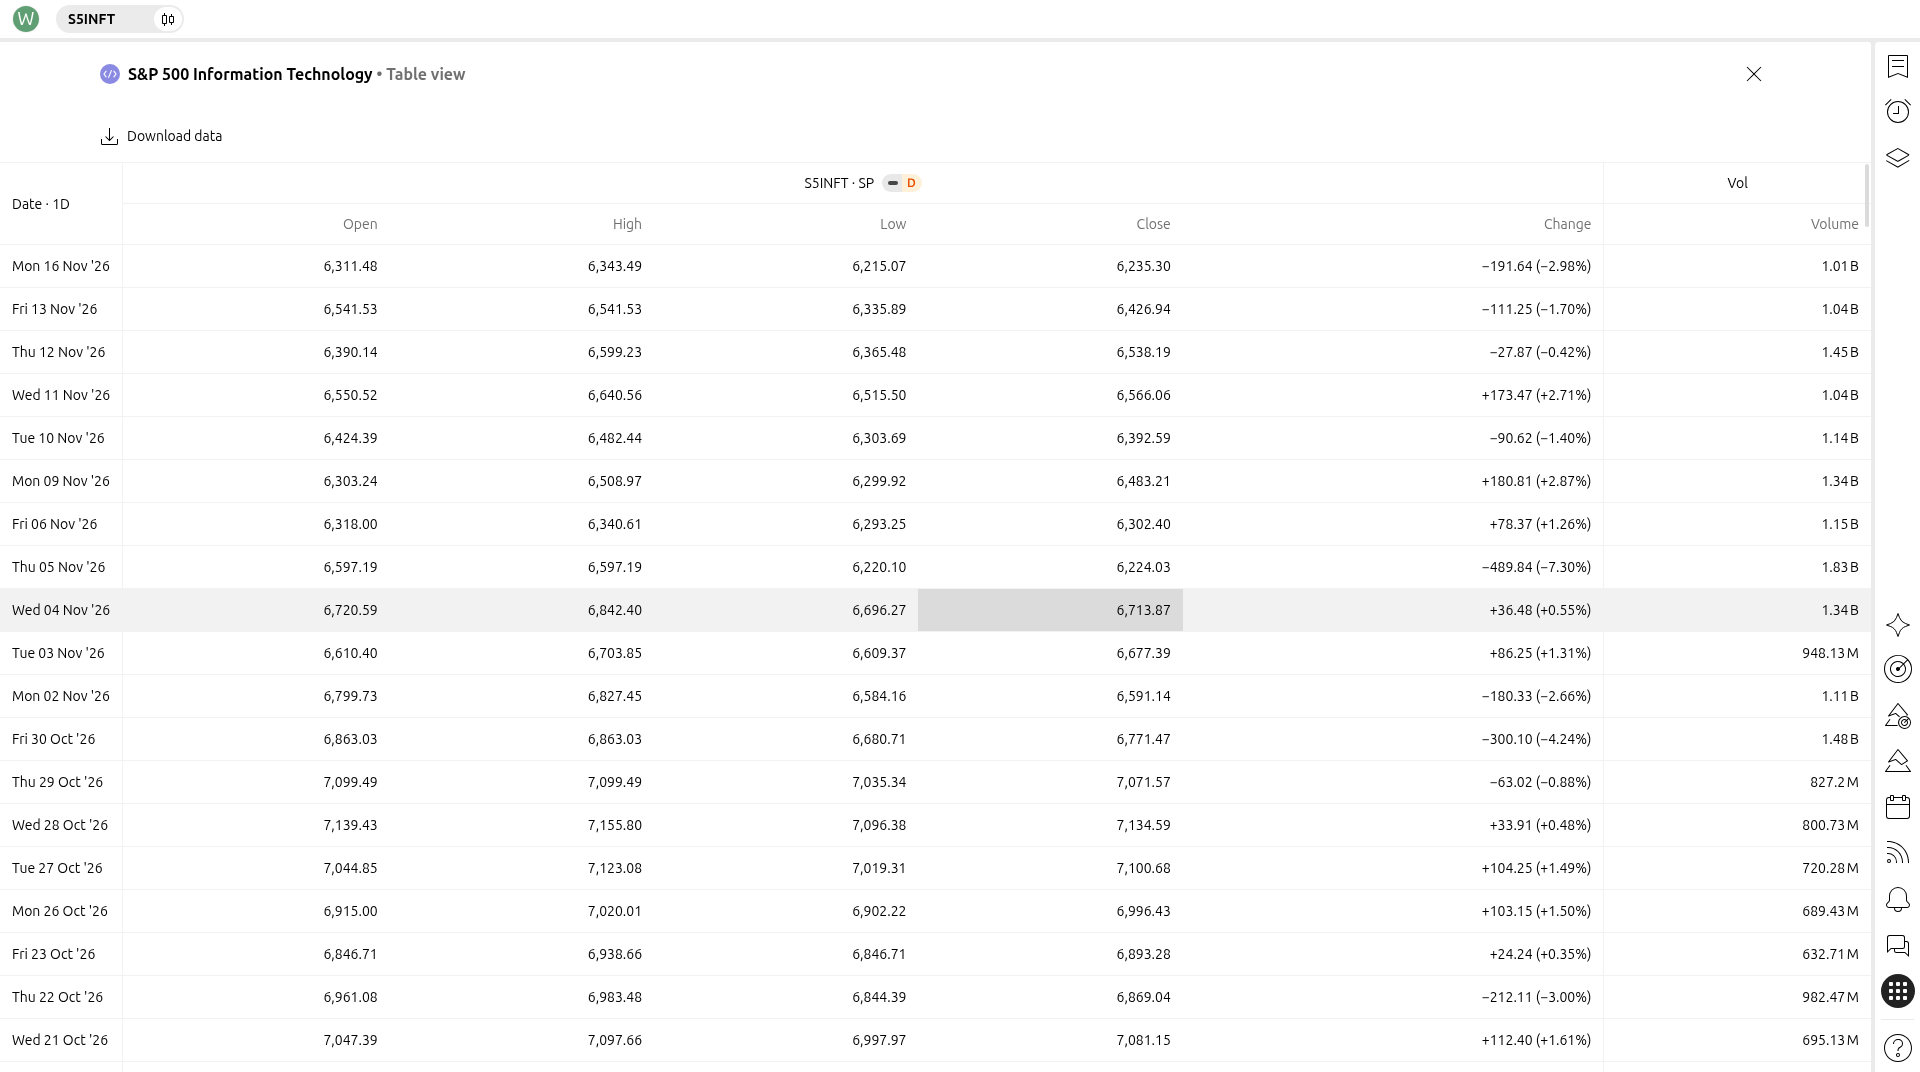 W S5INFT
S&P 500 Information Technology • Table view
Download data
Date · 1D S5INFT · SP D Vol
Open High Low Close Change Volume
Mon 16 Nov '26 6,311.48 6,343.49 6,215.07 6,235.30 −191.64 (−2.98%) 1.01 B
Fri 13 Nov '26 6,541.53 6,541.53 6,335.89 6,426.94 −111.25 (−1.70%) 1.04 B
Thu 12 Nov '26 6,390.14 6,599.23 6,365.48 6,538.19 −27.87 (−0.42%) 1.45 B
Wed 11 Nov '26 6,550.52 6,640.56 6,515.50 6,566.06 +173.47 (+2.71%) 1.04 B
Tue 10 Nov '26 6,424.39 6,482.44 6,303.69 6,392.59 −90.62 (−1.40%) 1.14 B
Mon 09 Nov '26 6,303.24 6,508.97 6,299.92 6,483.21 +180.81 (+2.87%) 1.34 B
Fri 06 Nov '26 6,318.00 6,340.61 6,293.25 6,302.40 +78.37 (+1.26%) 1.15 B
Thu 05 Nov '26 6,597.19 6,597.19 6,220.10 6,224.03 −489.84 (−7.30%) 1.83 B
Wed 04 Nov '26 6,720.59 6,842.40 6,696.27 6,713.87 +36.48 (+0.55%) 1.34 B
Tue 03 Nov '26 6,610.40 6,703.85 6,609.37 6,677.39 +86.25 (+1.31%) 948.13 M
Mon 02 Nov '26 6,799.73 6,827.45 6,584.16 6,591.14 −180.33 (−2.66%) 1.11 B
Fri 30 Oct '26 6,863.03 6,863.03 6,680.71 6,771.47 −300.10 (−4.24%) 1.48 B
Thu 29 Oct '26 7,099.49 7,099.49 7,035.34 7,071.57 −63.02 (−0.88%) 827.2 M
Wed 28 Oct '26 7,139.43 7,155.80 7,096.38 7,134.59 +33.91 (+0.48%) 800.73 M
Tue 27 Oct '26 7,044.85 7,123.08 7,019.31 7,100.68 +104.25 (+1.49%) 720.28 M
Mon 26 Oct '26 6,915.00 7,020.01 6,902.22 6,996.43 +103.15 (+1.50%) 689.43 M
Fri 23 Oct '26 6,846.71 6,938.66 6,846.71 6,893.28 +24.24 (+0.35%) 632.71 M
Thu 22 Oct '26 6,961.08 6,983.48 6,844.39 6,869.04 −212.11 (−3.00%) 982.47 M
Wed 21 Oct '26 7,047.39 7,097.66 6,997.97 7,081.15 +112.40 (+1.61%) 695.13 M